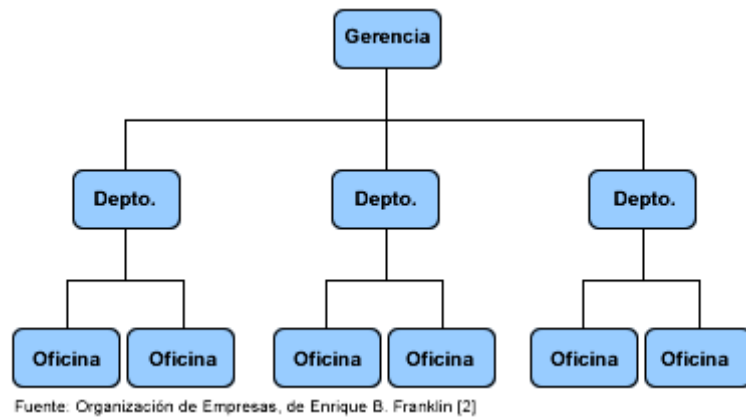 Gerencia
Depto. Depto. Depto.
Oficina Oficina Oficina Oficina Oficina Oficina
Fuente: Organización de Empresas, de Enrique B. Franklin [2]